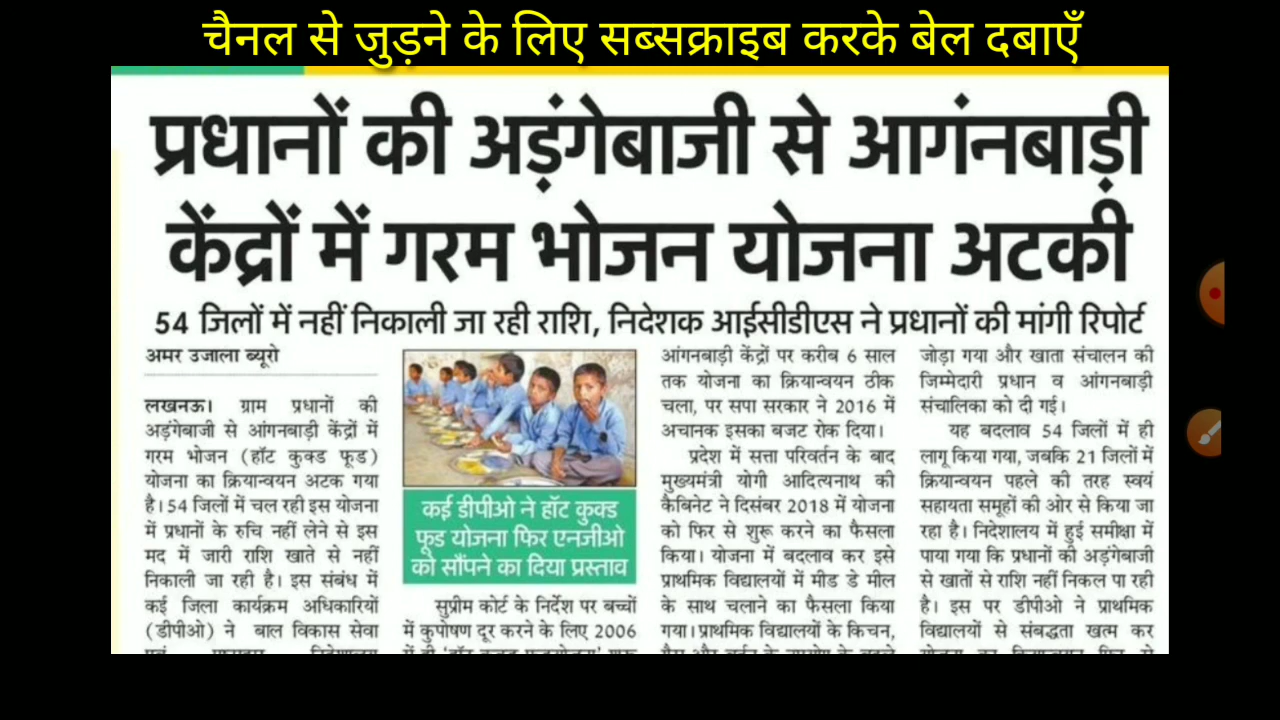 चैनल से जुड़ने के लिए सब्सक्राइब करके बेल दबाएँ
प्रधानों की अड़ंगेबाजी से आगंनबाड़ी
केंद्रों में गरम भोजन योजना अटकी
54 जिलों में नहीं निकाली जा रही राशि, निदेशक आईसीडीएस ने प्रधानों की मांगी रिपोर्ट
अमर उजाला ब्यूरो
लखनऊ। ग्राम प्रधानों की
अड़ंगेबाजी से आंगनबाड़ी केंद्रों में
गरम भोजन (हॉट कुक्ड फूड)
योजना का क्रियान्वयन अटक गया
है। 54 जिलों में चल रही इस योजना
में प्रधानों के रुचि नहीं लेने से इस
मद में जारी राशि खाते से नहीं
निकाली जा रही है। इस संबंध में
कई जिला कार्यक्रम अधिकारियों
(डीपीओ) ने बाल विकास सेवा
कई डीपीओ ने हॉट कुक्ड
फूड योजना फिर एनजीओ
को सौंपने का दिया प्रस्ताव
सुप्रीम कोर्ट के निर्देश पर बच्चों
में कुपोषण दूर करने के लिए 2006
आंगनबाड़ी केंद्रों पर करीब 6 साल
तक योजना का क्रियान्वयन ठीक
चला, पर सपा सरकार ने 2016 में
अचानक इसका बजट रोक दिया।
प्रदेश में सत्ता परिवर्तन के बाद
मुख्यमंत्री योगी आदित्यनाथ की
कैबिनेट ने दिसंबर 2018 में योजना
को फिर से शुरू करने का फैसला
किया। योजना में बदलाव कर इसे
प्राथमिक विद्यालयों में मीड डे मील
के साथ चलाने का फैसला किया
गया। प्राथमिक विद्यालयों के किचन,
जोड़ा गया और खाता संचालन की
जिम्मेदारी प्रधान व आंगनबाड़ी
संचालिका को दी गई।
यह बदलाव 54 जिलों में ही
लागू किया गया, जबकि 21 जिलों में
क्रियान्वयन पहले की तरह स्वयं
सहायता समूहों की ओर से किया जा
रहा है। निदेशालय में हुई समीक्षा में
पाया गया कि प्रधानों की अड़ंगेबाजी
से खातों से राशि नहीं निकल पा रही
है। इस पर डीपीओ ने प्राथमिक
विद्यालयों से संबद्धता खत्म कर